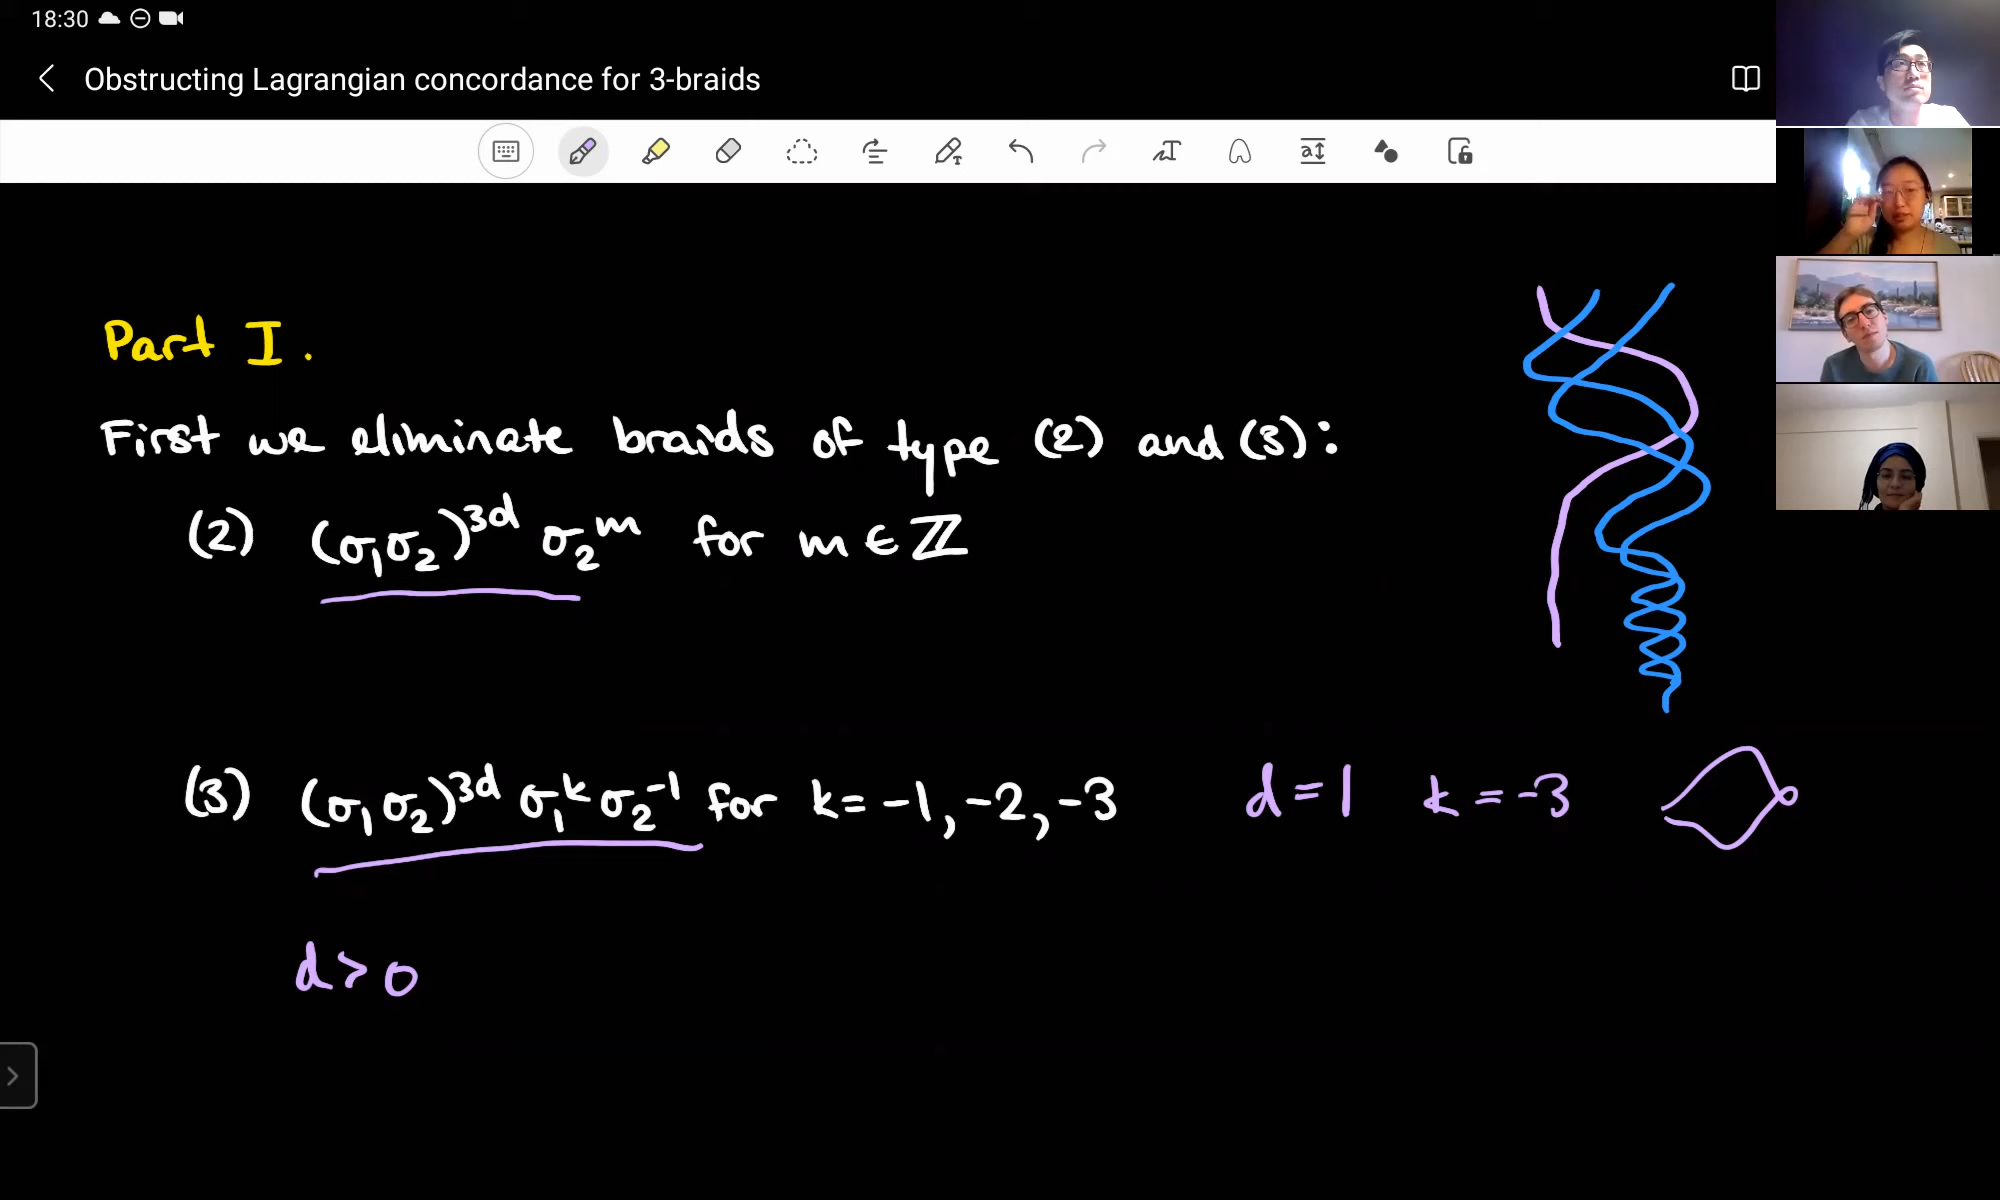 18:30
Obstructing Lagrangian concordance for 3-braids
Part I.
First we eliminate braids of type (2) and (3):
(2) (σ₁σ₂)³ᵈ σ₂ᵐ for m ∈ ℤ
(3) (σ₁σ₂)³ᵈ σ₁ᵏ σ₂⁻¹ for k = -1, -2, -3 d = 1 k = -3
d > 0